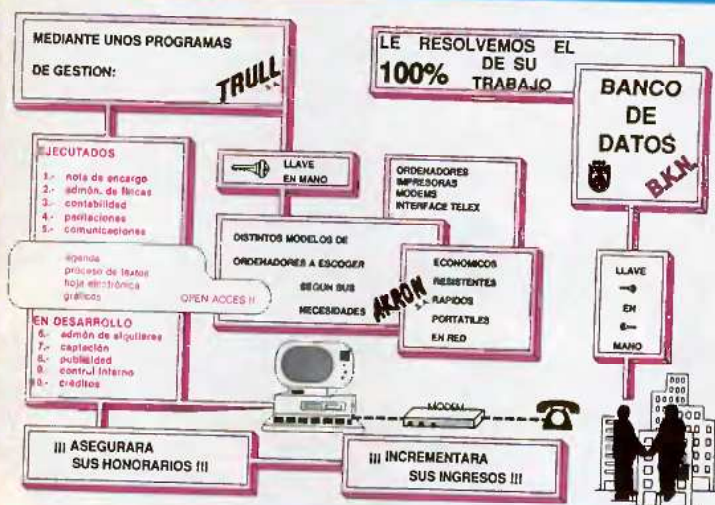 MEDIANTE UNOS PROGRAMAS
DE GESTION:
TRULL S.A.
LE RESOLVEMOS EL
100% DE SU
TRABAJO
BANCO
DE
DATOS
B.K.N.
EJECUTADOS
1.- nota de encargo
2.- admón. de fincas
3.- contabilidad
4.- peritaciones
5.- comunicaciones
agenda
proceso de textos
hoja electrónica
gráficos OPEN ACCES !!
EN DESARROLLO
6.- admón de alquileres
7.- captación
8.- publicidad
9. control interno
10.- créditos
LLAVE
EN MANO
ORDENADORES
IMPRESORAS
MODEMS
INTERFACE TELEX
DISTINTOS MODELOS DE
ORDENADORES A ESCOGER
SEGUN SUS
NECESIDADES
AKRON S.A.
ECONOMICOS
RESISTENTES
RAPIDOS
PORTATILES
EN RED
LLAVE
EN
MANO
MODEM
¡¡¡ ASEGURARA
SUS HONORARIOS !!!
¡¡¡ INCREMENTARA
SUS INGRESOS !!!